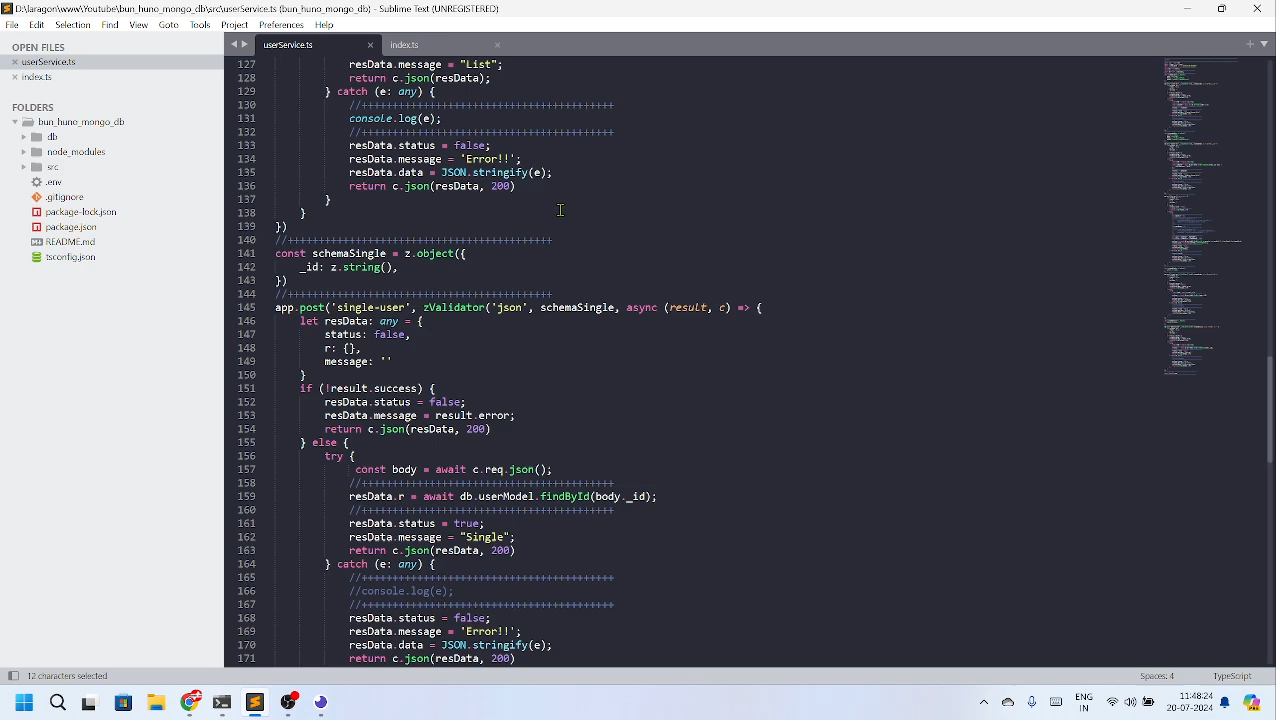 D:\laragon\www\Youtube\bun_huno_mongo_db\src\userService.ts (bun_huno_mongo_db) - Sublime Text (UNREGISTERED)
File Edit Selection Find View Goto Tools Project Preferences Help
OPEN FILES
userService.ts
index.ts
FOLDERS
bun_huno_mongo_db
db
node_modules
src
.env
.gitignore
package-lock.json
package.json
README.md
tsconfig.json
userService.ts
index.ts
127 resData.message = "List";
128 return c.json(resData);
129 } catch (e: any) {
130 //+++++++++++++++++++++++++++++++++++++++++
131 console.log(e);
132 //+++++++++++++++++++++++++++++++++++++++++
133 resData.status = false;
134 resData.message = 'Error!!';
135 resData.data = JSON.stringify(e);
136 return c.json(resData, 200)
137 }
138 }
139 })
140 //+++++++++++++++++++++++++++++++++++++++++++
141 const schemaSingle = z.object({
142 _id: z.string(),
143 })
144 //+++++++++++++++++++++++++++++++++++++++++++
145 app.post('single-user', zValidator('json', schemaSingle, async (result, c) => {
146 let resData: any = {
147 status: false,
148 r: {},
149 message: ''
150 }
151 if (!result.success) {
152 resData.status = false;
153 resData.message = result.error;
154 return c.json(resData, 200)
155 } else {
156 try {
157 const body = await c.req.json();
158 //+++++++++++++++++++++++++++++++++++++++++
159 resData.r = await db.userModel.findById(body._id);
160 //+++++++++++++++++++++++++++++++++++++++++
161 resData.status = true;
162 resData.message = "Single";
163 return c.json(resData, 200)
164 } catch (e: any) {
165 //+++++++++++++++++++++++++++++++++++++++++
166 //console.log(e);
167 //+++++++++++++++++++++++++++++++++++++++++
168 resData.status = false;
169 resData.message = 'Error!!';
170 resData.data = JSON.stringify(e);
171 return c.json(resData, 200)
12 characters selected
Spaces: 4
TypeScript
ENG
IN
11:48:24
20-07-2024